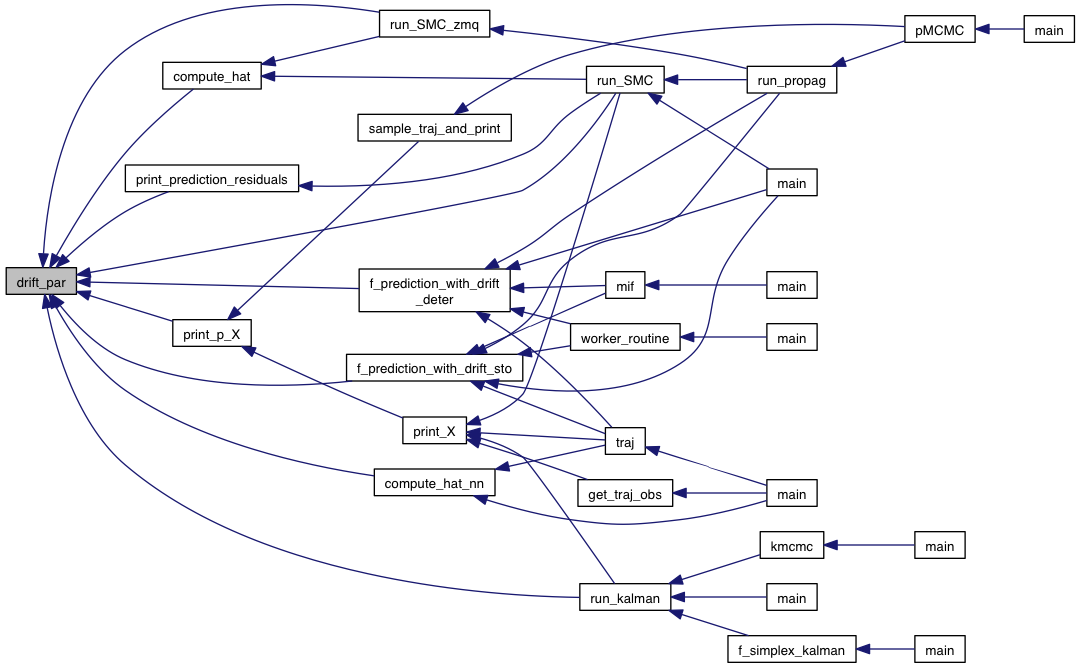 run_SMC_zmq
pMCMC
main
compute_hat
run_SMC
run_propag
sample_traj_and_print
print_prediction_residuals
main
drift_par
f_prediction_with_drift
_deter
mif
main
print_p_X
worker_routine
main
f_prediction_with_drift_sto
print_X
traj
compute_hat_nn
get_traj_obs
main
kmcmc
main
run_kalman
main
f_simplex_kalman
main